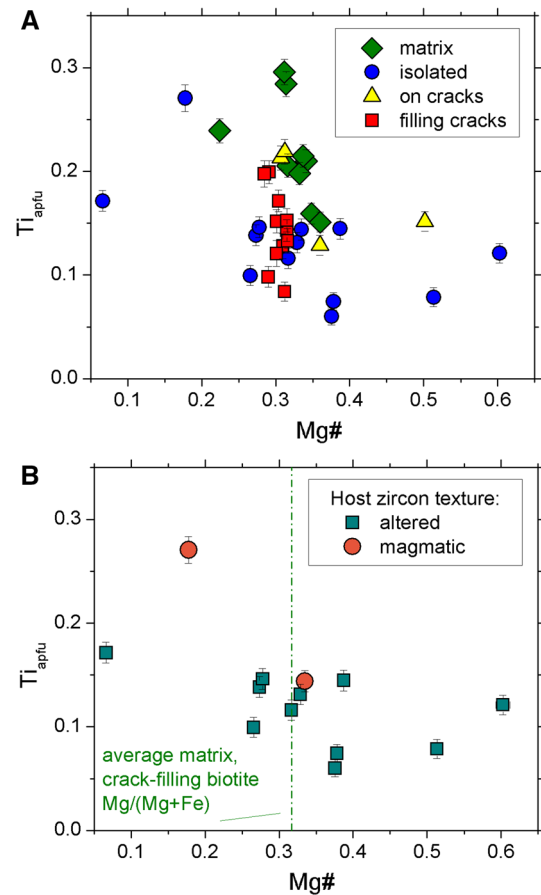 A
0.3
0.2
0.1
0.0
Ti apfu
matrix
isolated
on cracks
filling cracks
0.1 0.2 0.3 0.4 0.5 0.6
Mg#
B
0.3
0.2
0.1
0.0
Ti apfu
Host zircon texture:
altered
magmatic
average matrix,
crack-filling biotite
Mg/(Mg+Fe)
0.1 0.2 0.3 0.4 0.5 0.6
Mg#